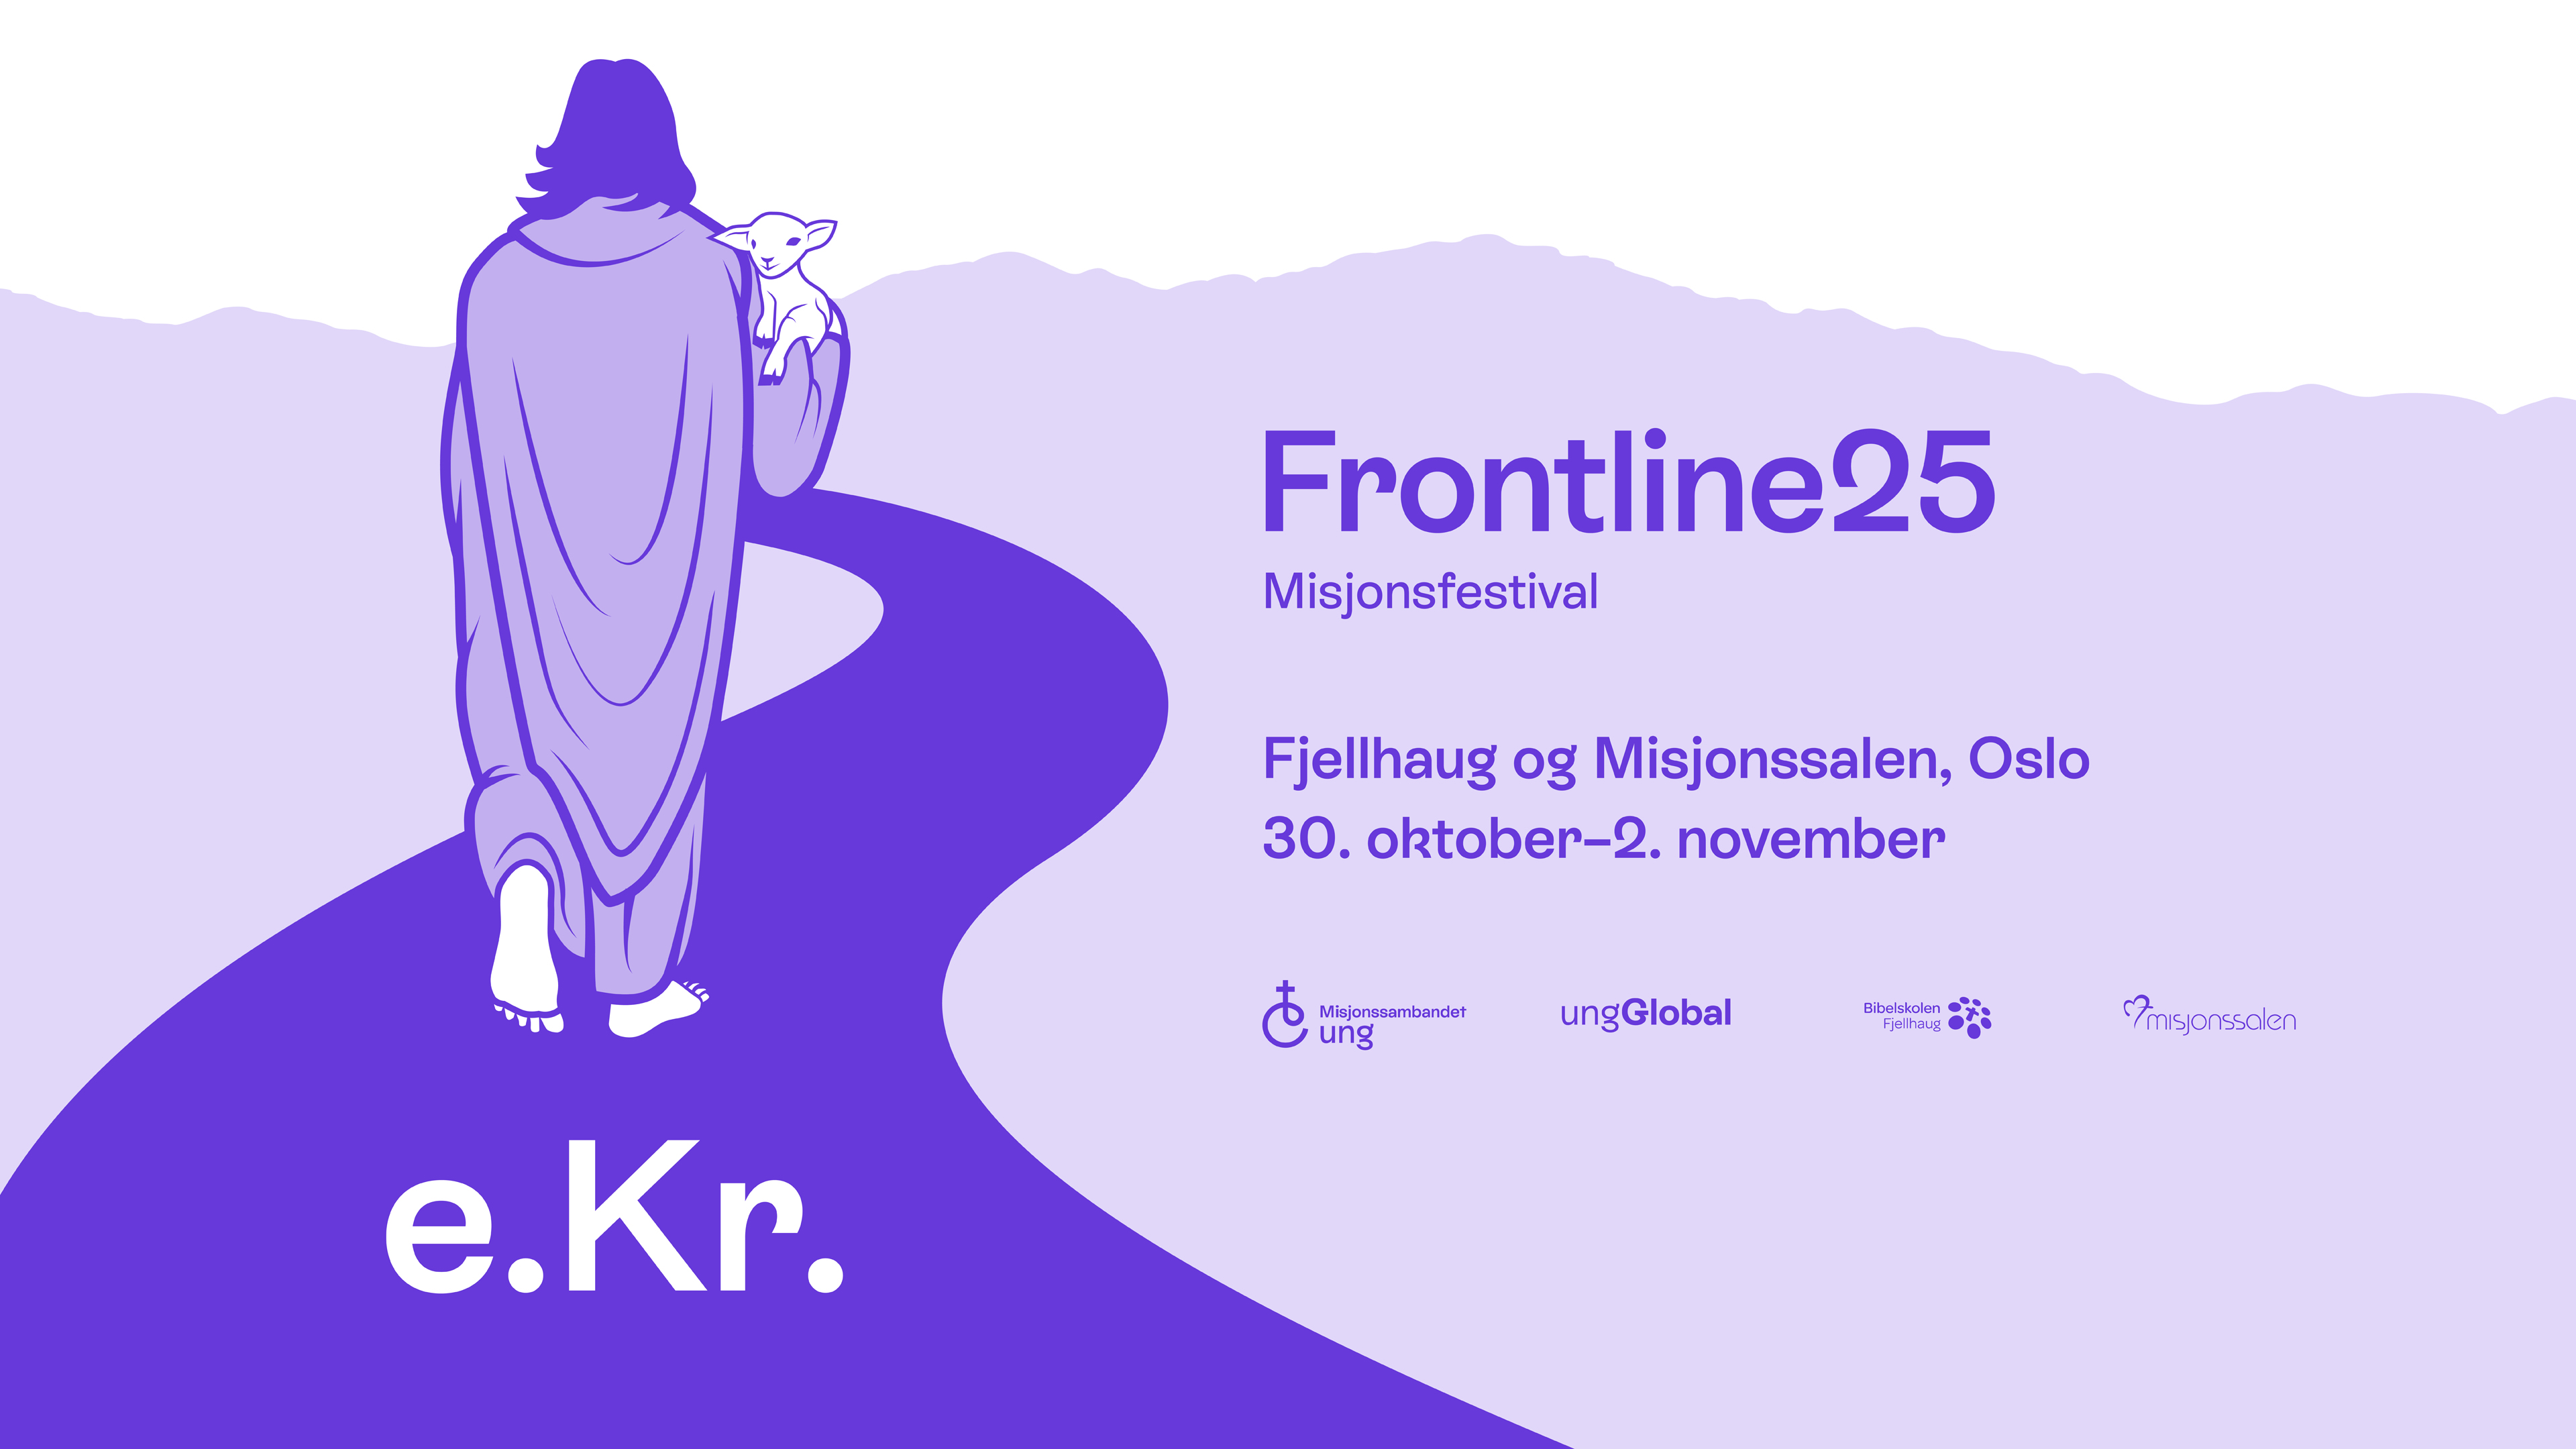 Frontline25
Misjonsfestival
Fjellhaug og Misjonssalen, Oslo
30. oktober–2. november
Misjonssambandet
ung
ungGlobal
Bibelskolen
Fjellhaug
misjonssalen
e.Kr.